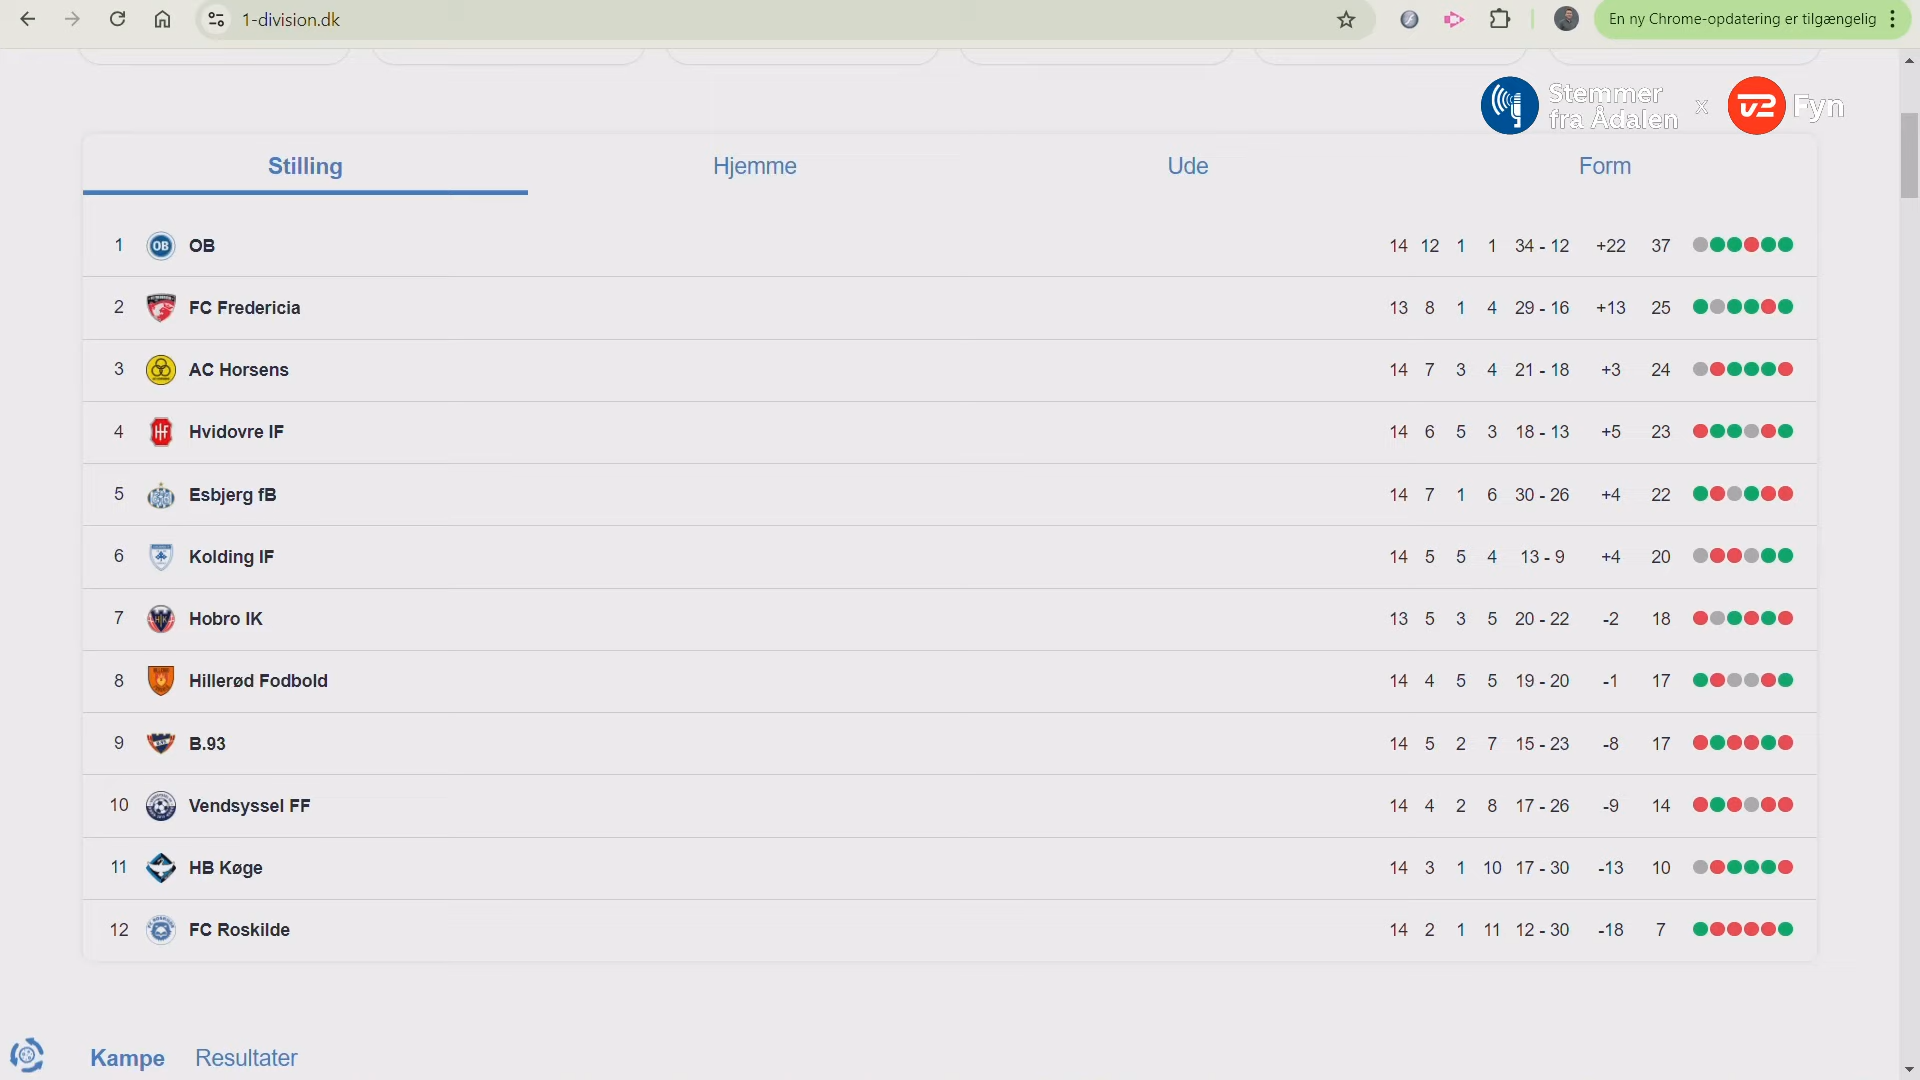 1-division.dk
En ny Chrome-opdatering er tilgængelig
Stemmer
fra Ådalen x TV2 Fyn
Stilling Hjemme Ude Form
1 OB 14 12 1 1 34 - 12 +22 37
2 FC Fredericia 13 8 1 4 29 - 16 +13 25
3 AC Horsens 14 7 3 4 21 - 18 +3 24
4 Hvidovre IF 14 6 5 3 18 - 13 +5 23
5 Esbjerg fB 14 7 1 6 30 - 26 +4 22
6 Kolding IF 14 5 5 4 13 - 9 +4 20
7 Hobro IK 13 5 3 5 20 - 22 -2 18
8 Hillerød Fodbold 14 4 5 5 19 - 20 -1 17
9 B.93 14 5 2 7 15 - 23 -8 17
10 Vendsyssel FF 14 4 2 8 17 - 26 -9 14
11 HB Køge 14 3 1 10 17 - 30 -13 10
12 FC Roskilde 14 2 1 11 12 - 30 -18 7
Kampe Resultater